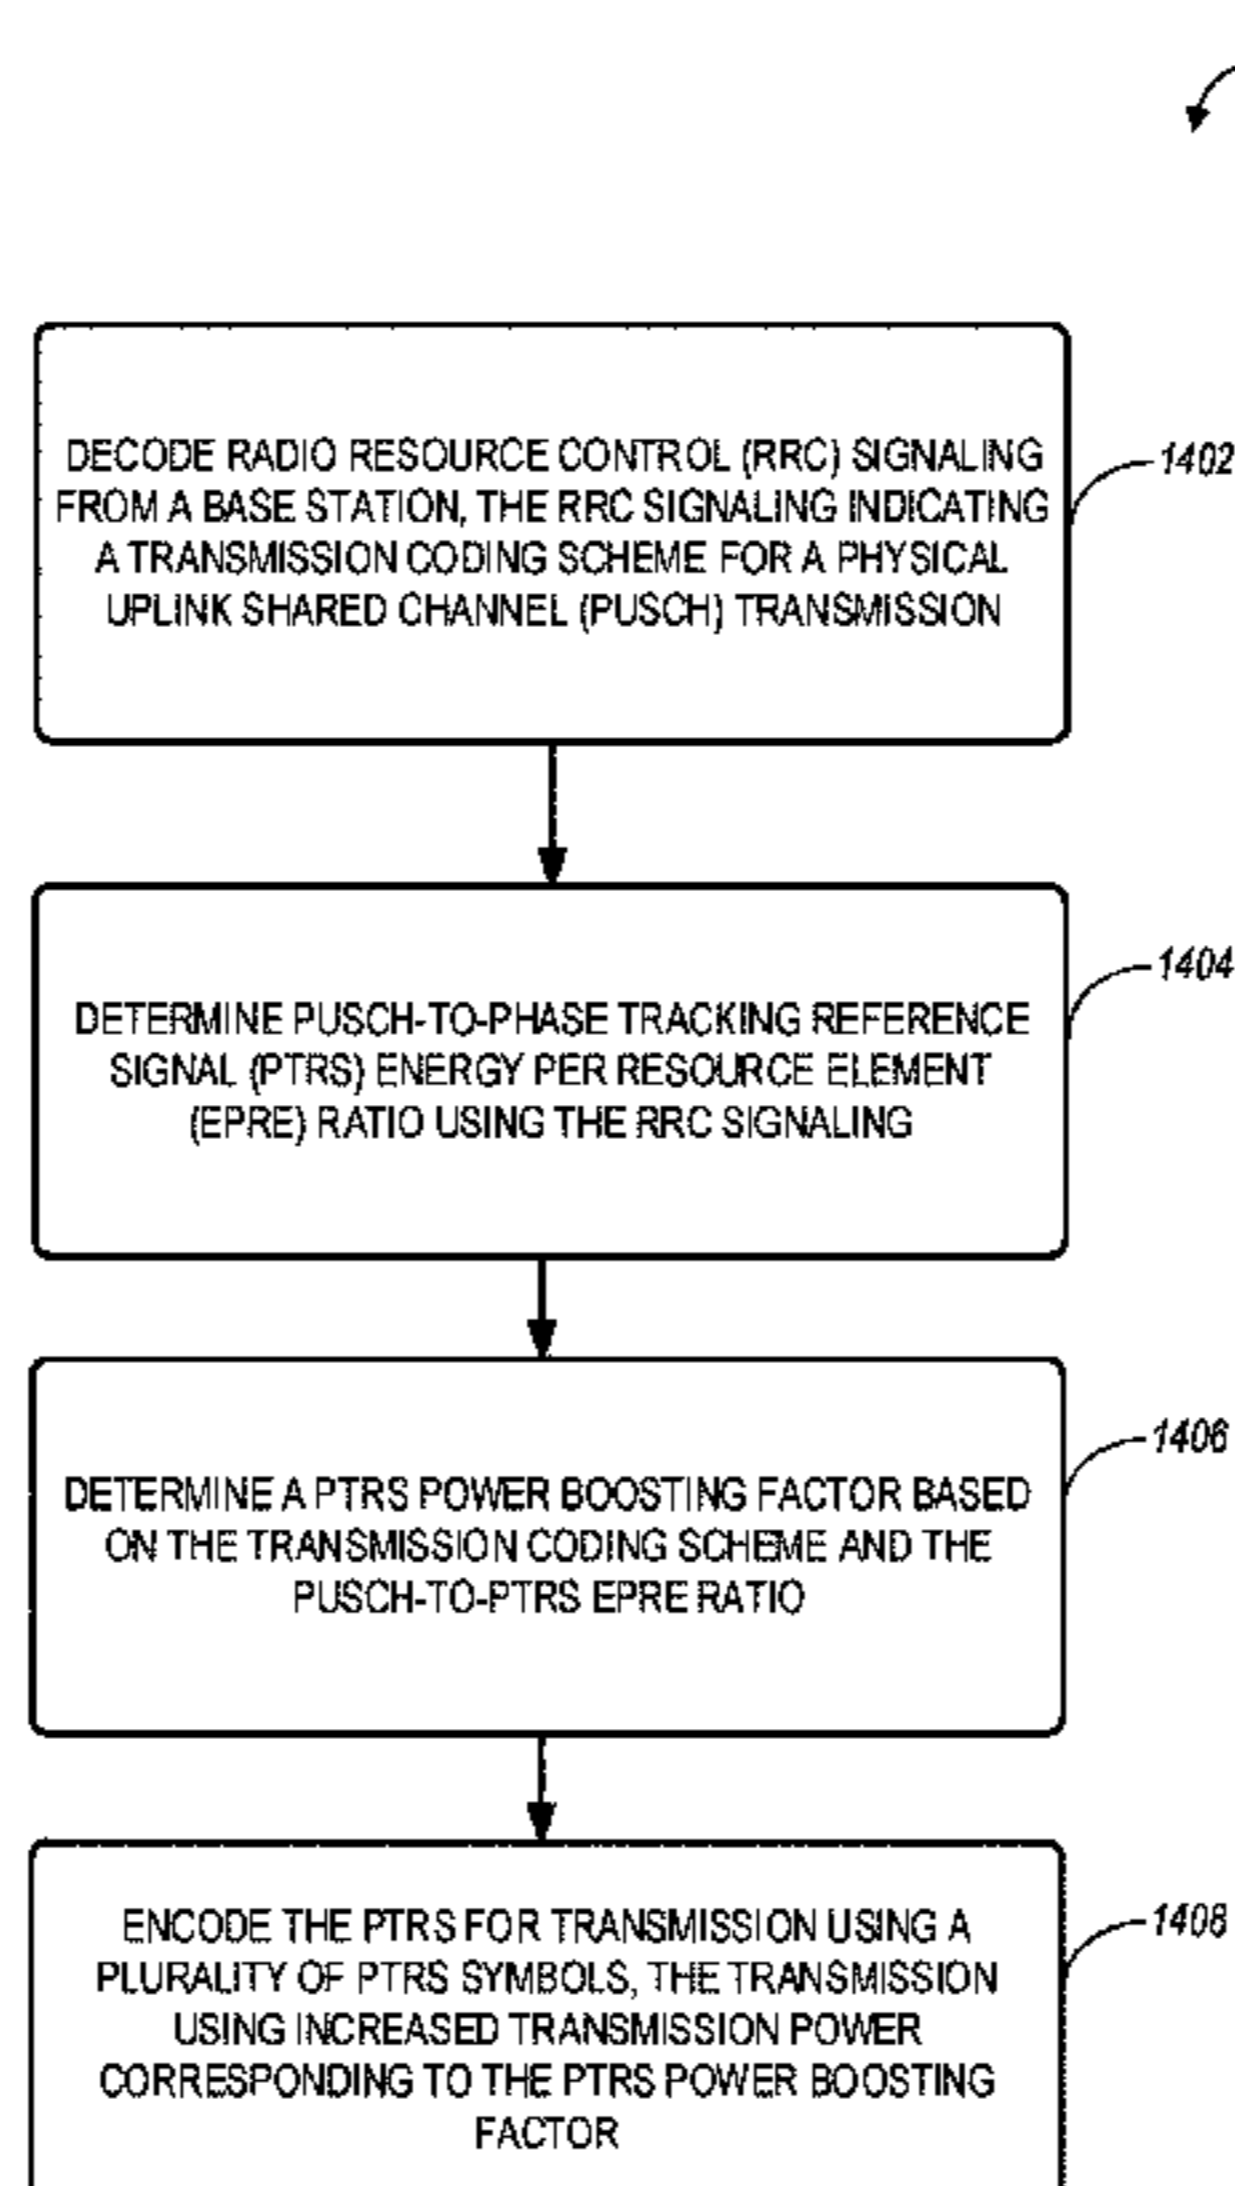 DECODE RADIO RESOURCE CONTROL (RRC) SIGNALING
FROM A BASE STATION, THE RRC SIGNALING INDICATING
A TRANSMISSION CODING SCHEME FOR A PHYSICAL
UPLINK SHARED CHANNEL (PUSCH) TRANSMISSION
1402
DETERMINE PUSCH-TO-PHASE TRACKING REFERENCE
SIGNAL (PTRS) ENERGY PER RESOURCE ELEMENT
(EPRE) RATIO USING THE RRC SIGNALING
1404
DETERMINE A PTRS POWER BOOSTING FACTOR BASED
ON THE TRANSMISSION CODING SCHEME AND THE
PUSCH-TO-PTRS EPRE RATIO
1406
ENCODE THE PTRS FOR TRANSMISSION USING A
PLURALITY OF PTRS SYMBOLS, THE TRANSMISSION
USING INCREASED TRANSMISSION POWER
CORRESPONDING TO THE PTRS POWER BOOSTING
FACTOR
1408